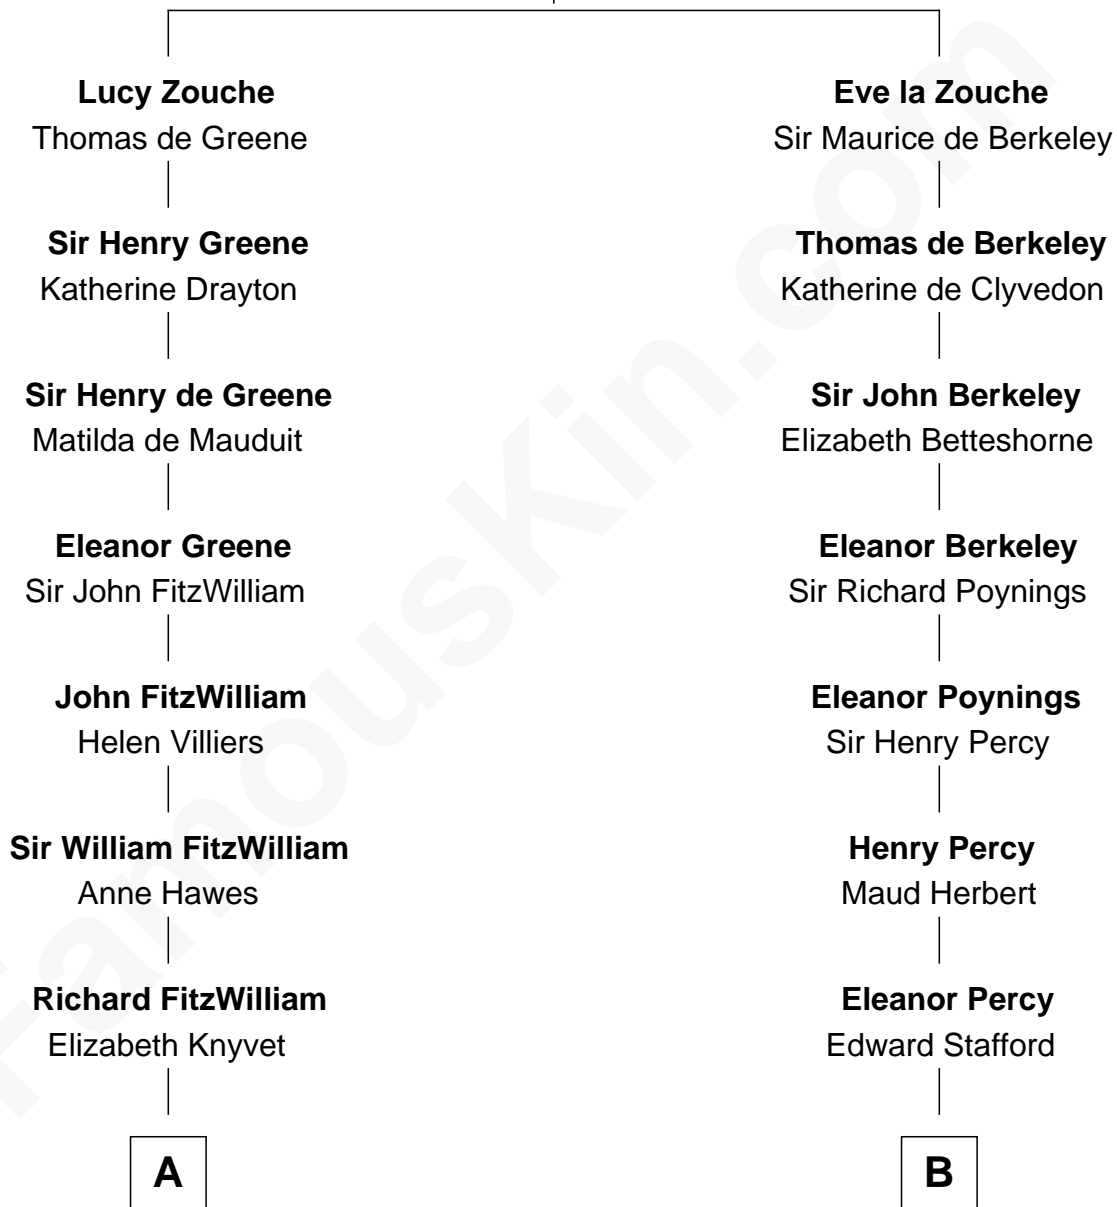 Lucy Zouche
Thomas de Greene
Sir Henry Greene
Katherine Drayton
Sir Henry de Greene
Matilda de Mauduit
Eleanor Greene
Sir John FitzWilliam
John FitzWilliam
Helen Villiers
Sir William FitzWilliam
Anne Hawes
Richard FitzWilliam
Elizabeth Knyvet
A
Eve la Zouche
Sir Maurice de Berkeley
Thomas de Berkeley
Katherine de Clyvedon
Sir John Berkeley
Elizabeth Betteshorne
Eleanor Berkeley
Sir Richard Poynings
Eleanor Poynings
Sir Henry Percy
Henry Percy
Maud Herbert
Eleanor Percy
Edward Stafford
B
FamousKin.com